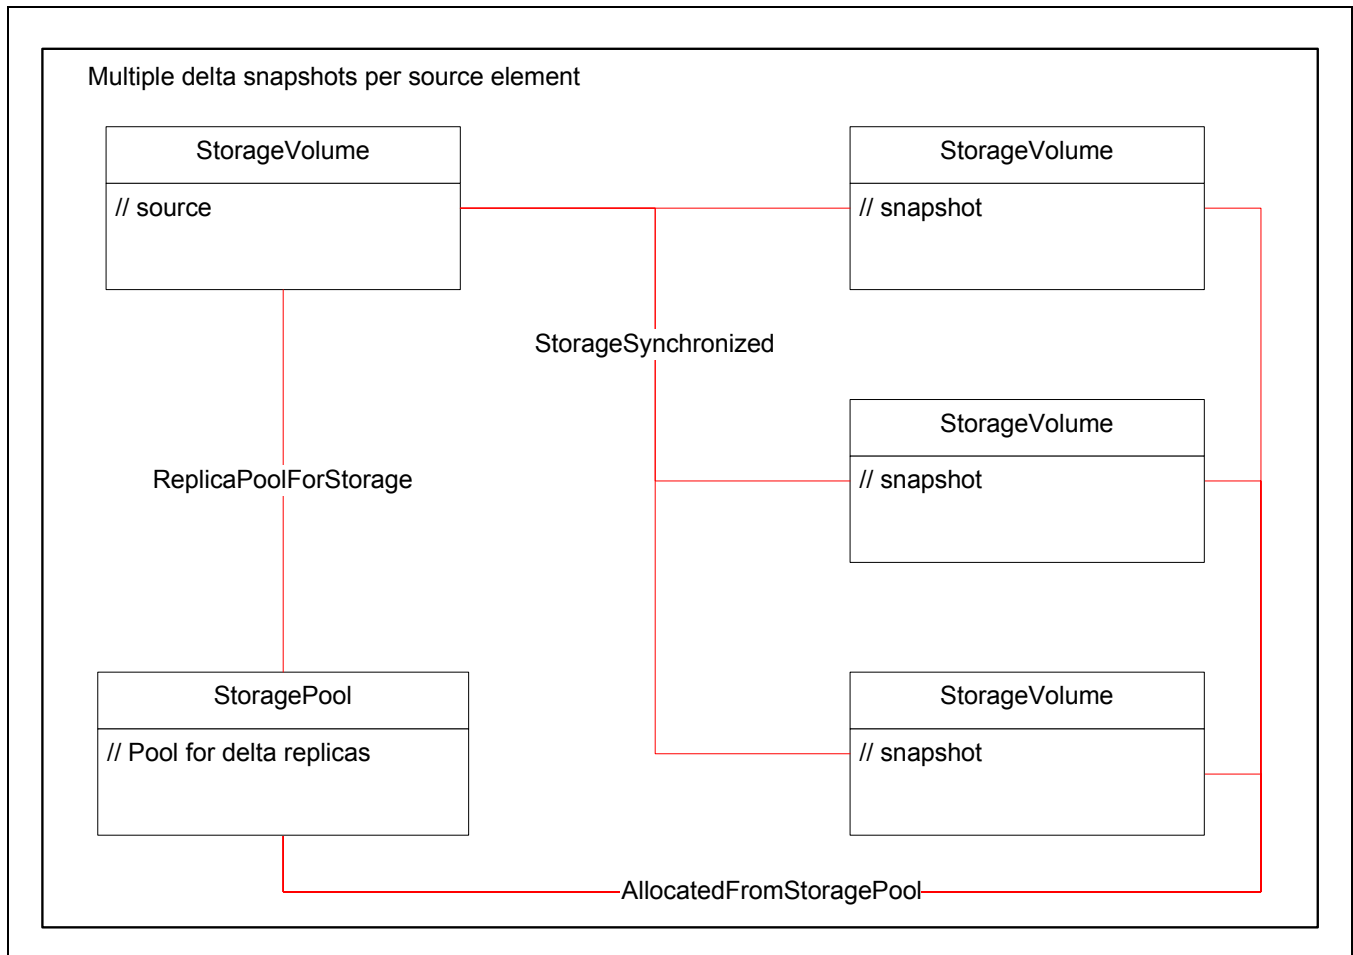 Multiple delta snapshots per source element
StorageVolume
// source
StorageVolume
// snapshot
StorageSynchronized
StorageVolume
// snapshot
ReplicaPoolForStorage
StoragePool
// Pool for delta replicas
StorageVolume
// snapshot
AllocatedFromStoragePool